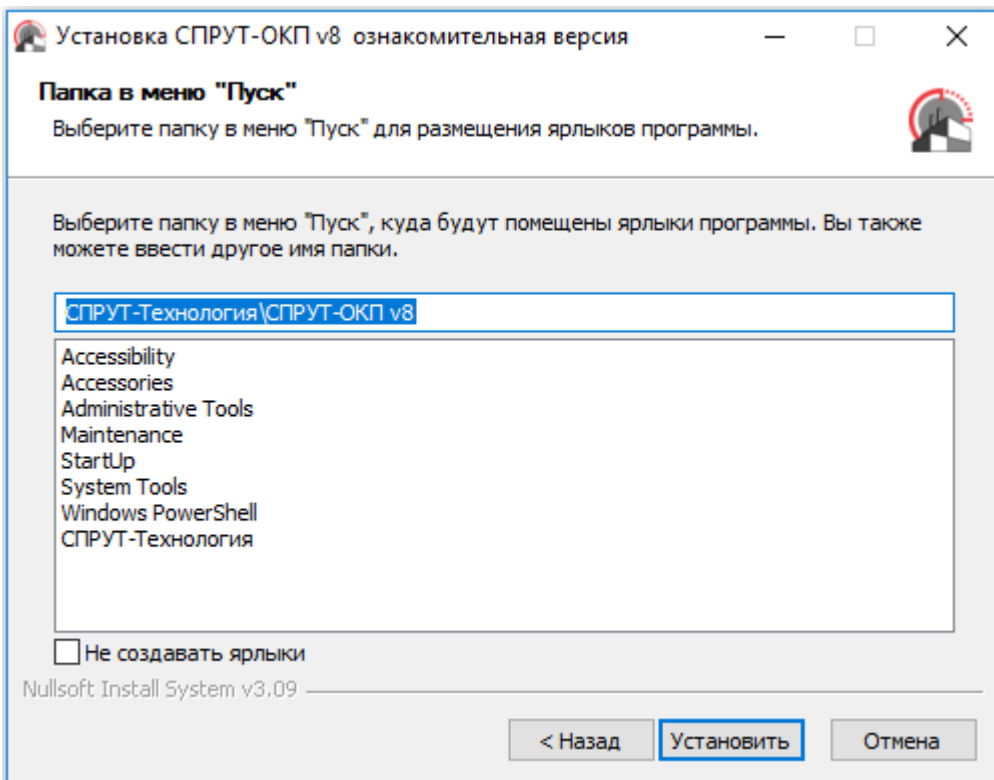 Установка СПРУТ-ОКП v8 ознакомительная версия
Папка в меню "Пуск"
Выберите папку в меню "Пуск" для размещения ярлыков программы.
Выберите папку в меню "Пуск", куда будут помещены ярлыки программы. Вы также
можете ввести другое имя папки.
СПРУТ-Технология\СПРУТ-ОКП v8
Accessibility
Accessories
Administrative Tools
Maintenance
StartUp
System Tools
Windows PowerShell
СПРУТ-Технология
Не создавать ярлыки
Nullsoft Install System v3.09
< Назад Установить Отмена